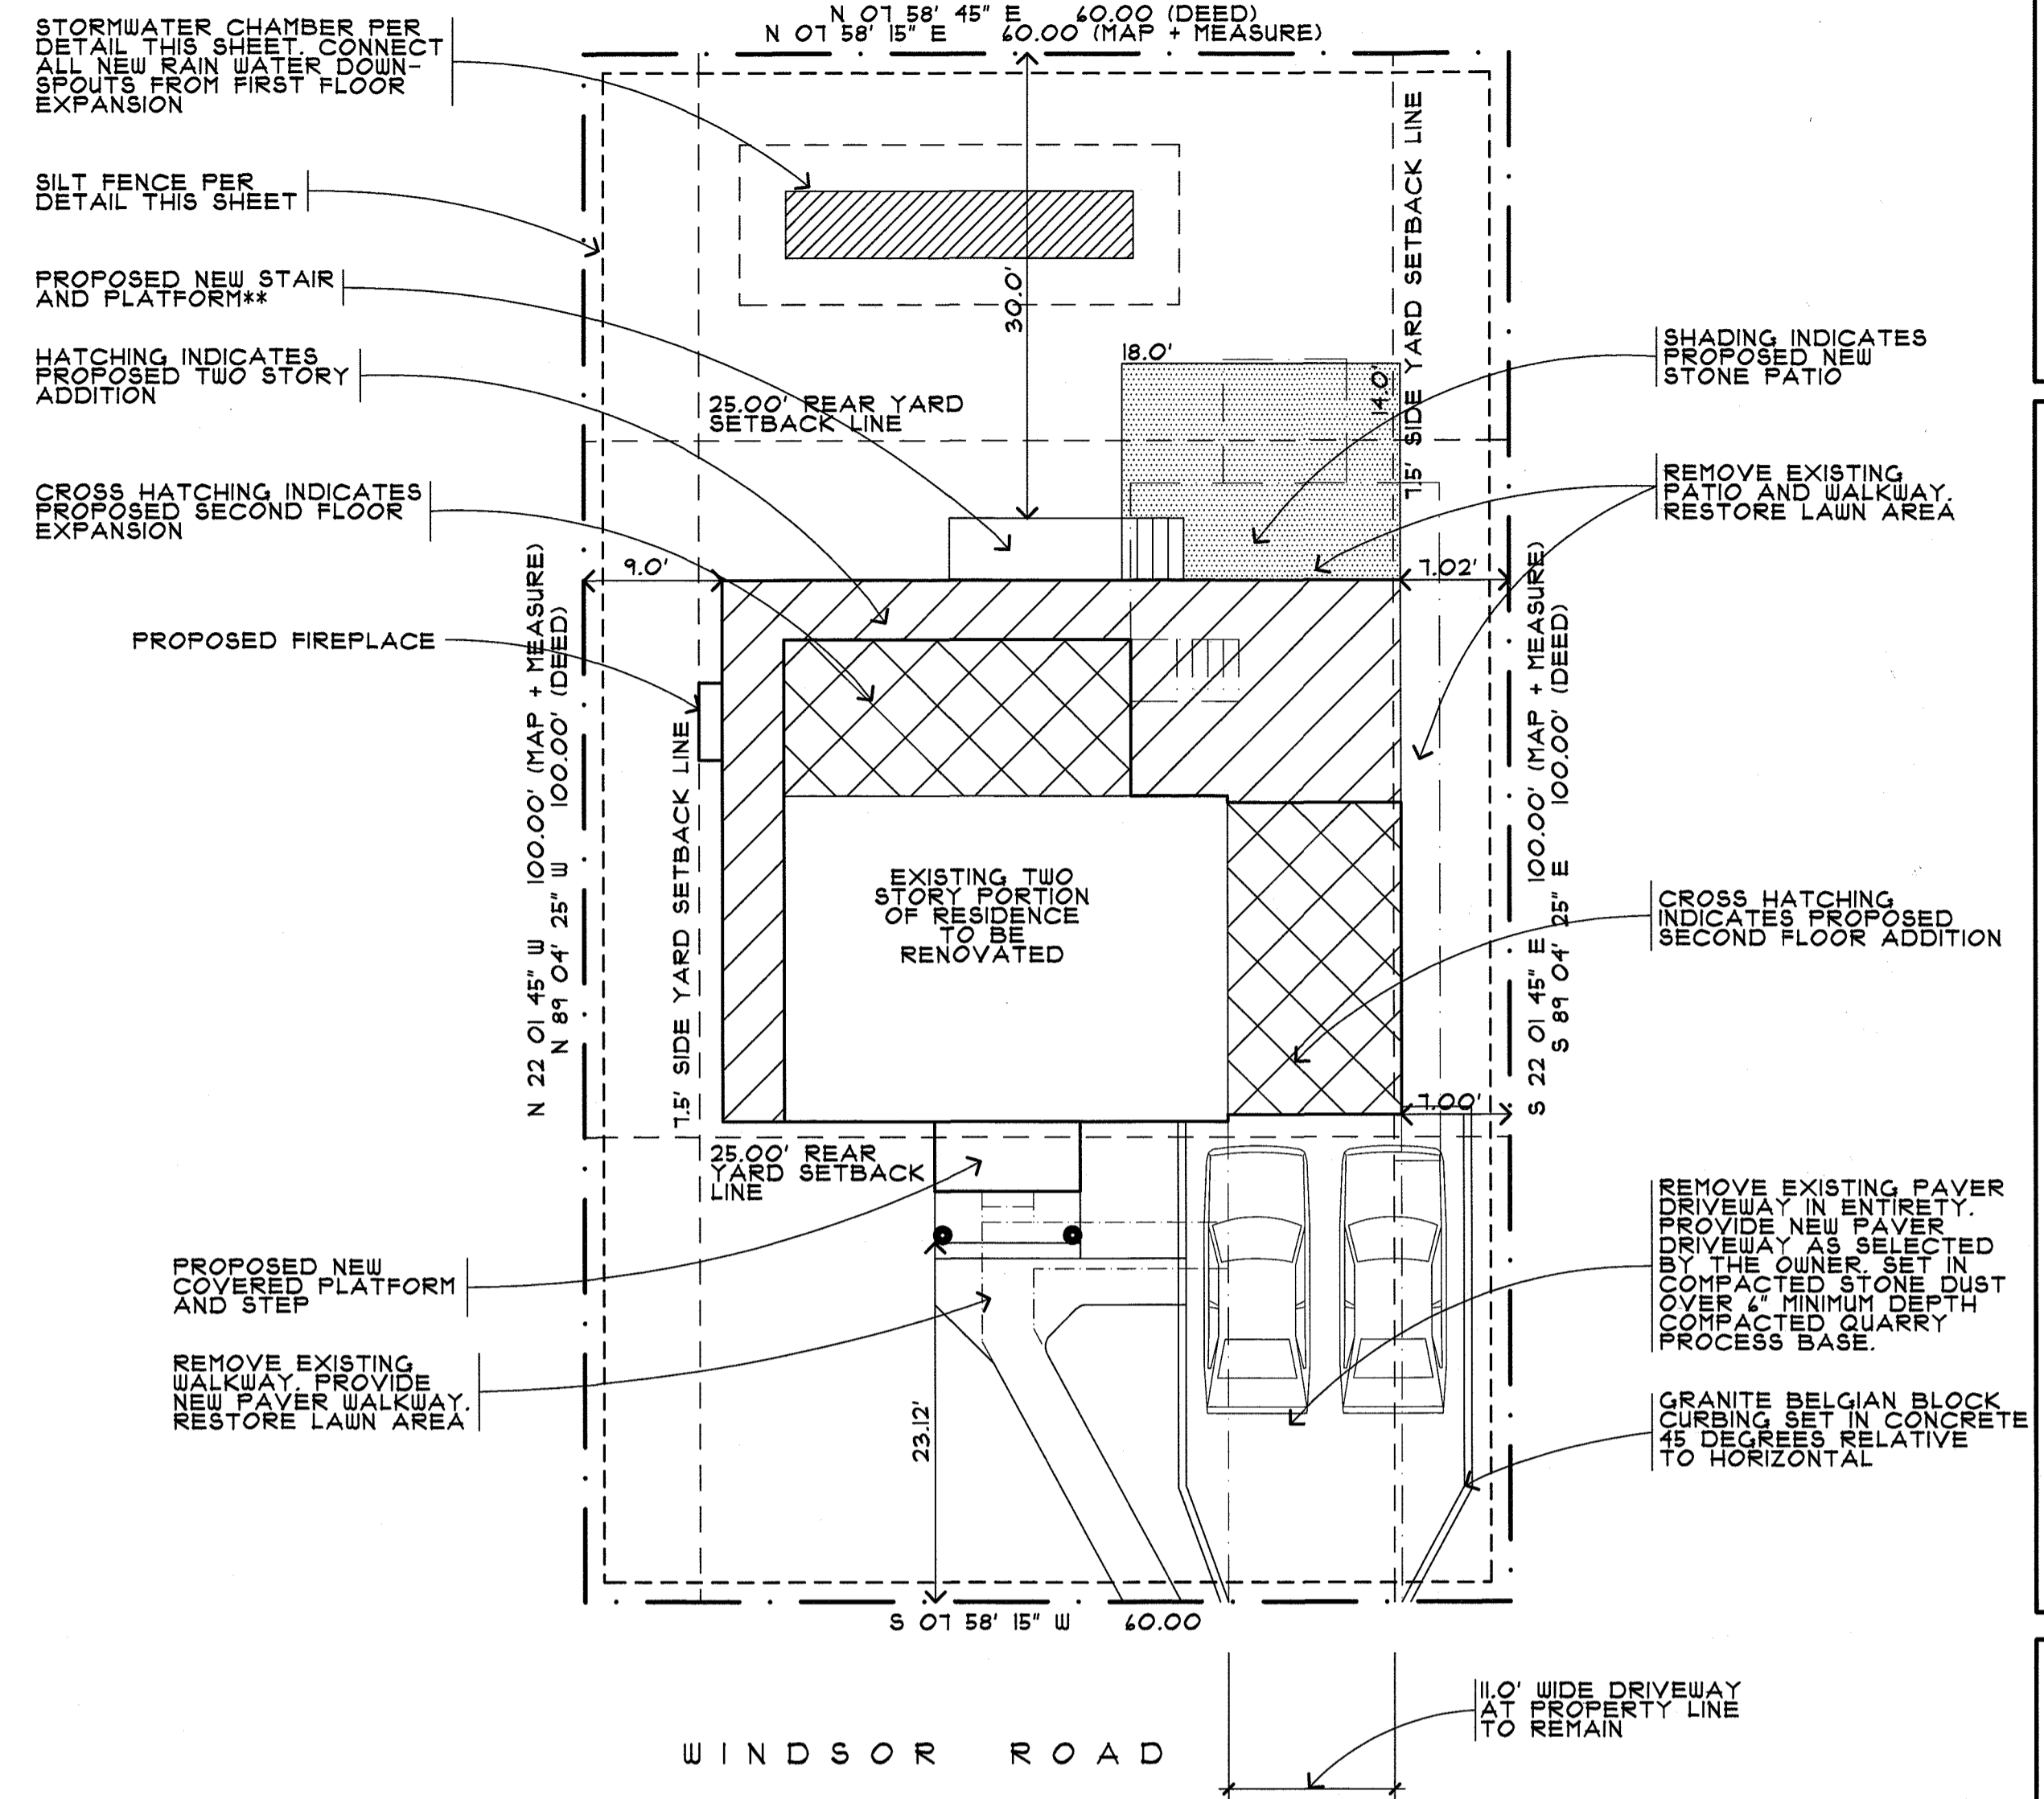 N 07 58' 45" E 60.00 (DEED)
N 07 58' 15" E 60.00 (MAP + MEASURE)
STORMWATER CHAMBER PER
DETAIL THIS SHEET. CONNECT
ALL NEW RAIN WATER DOWN-
SPOUTS FROM FIRST FLOOR
EXPANSION
SILT FENCE PER
DETAIL THIS SHEET
PROPOSED NEW STAIR
AND PLATFORM**
HATCHING INDICATES
PROPOSED TWO STORY
ADDITION
CROSS HATCHING INDICATES
PROPOSED SECOND FLOOR
EXPANSION
PROPOSED FIREPLACE
30.0'
18.0'
14.0'
7.5' SIDE YARD SETBACK LINE
25.00' REAR YARD
SETBACK LINE
SHADING INDICATES
PROPOSED NEW
STONE PATIO
REMOVE EXISTING
PATIO AND WALKWAY.
RESTORE LAWN AREA
9.0'
7.02'
N 22 01 45" W 100.00' (MAP + MEASURE)
N 89 04' 25" W 100.00' (DEED)
7.5' SIDE YARD SETBACK LINE
EXISTING TWO
STORY PORTION
OF RESIDENCE
TO BE
RENOVATED
S 22 01 45" E 100.00' (MAP + MEASURE)
S 89 04' 25" E 100.00' (DEED)
CROSS HATCHING
INDICATES PROPOSED
SECOND FLOOR ADDITION
7.00'
25.00' REAR
YARD SETBACK
LINE
PROPOSED NEW
COVERED PLATFORM
AND STEP
REMOVE EXISTING
WALKWAY. PROVIDE
NEW PAVER WALKWAY.
RESTORE LAWN AREA
23.12'
REMOVE EXISTING PAVER
DRIVEWAY IN ENTIRETY.
PROVIDE NEW PAVER
DRIVEWAY AS SELECTED
BY THE OWNER. SET IN
COMPACTED STONE DUST
OVER 6" MINIMUM DEPTH
COMPACTED QUARRY
PROCESS BASE.
GRANITE BELGIAN BLOCK
CURBING SET IN CONCRETE
45 DEGREES RELATIVE
TO HORIZONTAL
S 07 58' 15" W 60.00
11.0' WIDE DRIVEWAY
AT PROPERTY LINE
TO REMAIN
WINDSOR ROAD